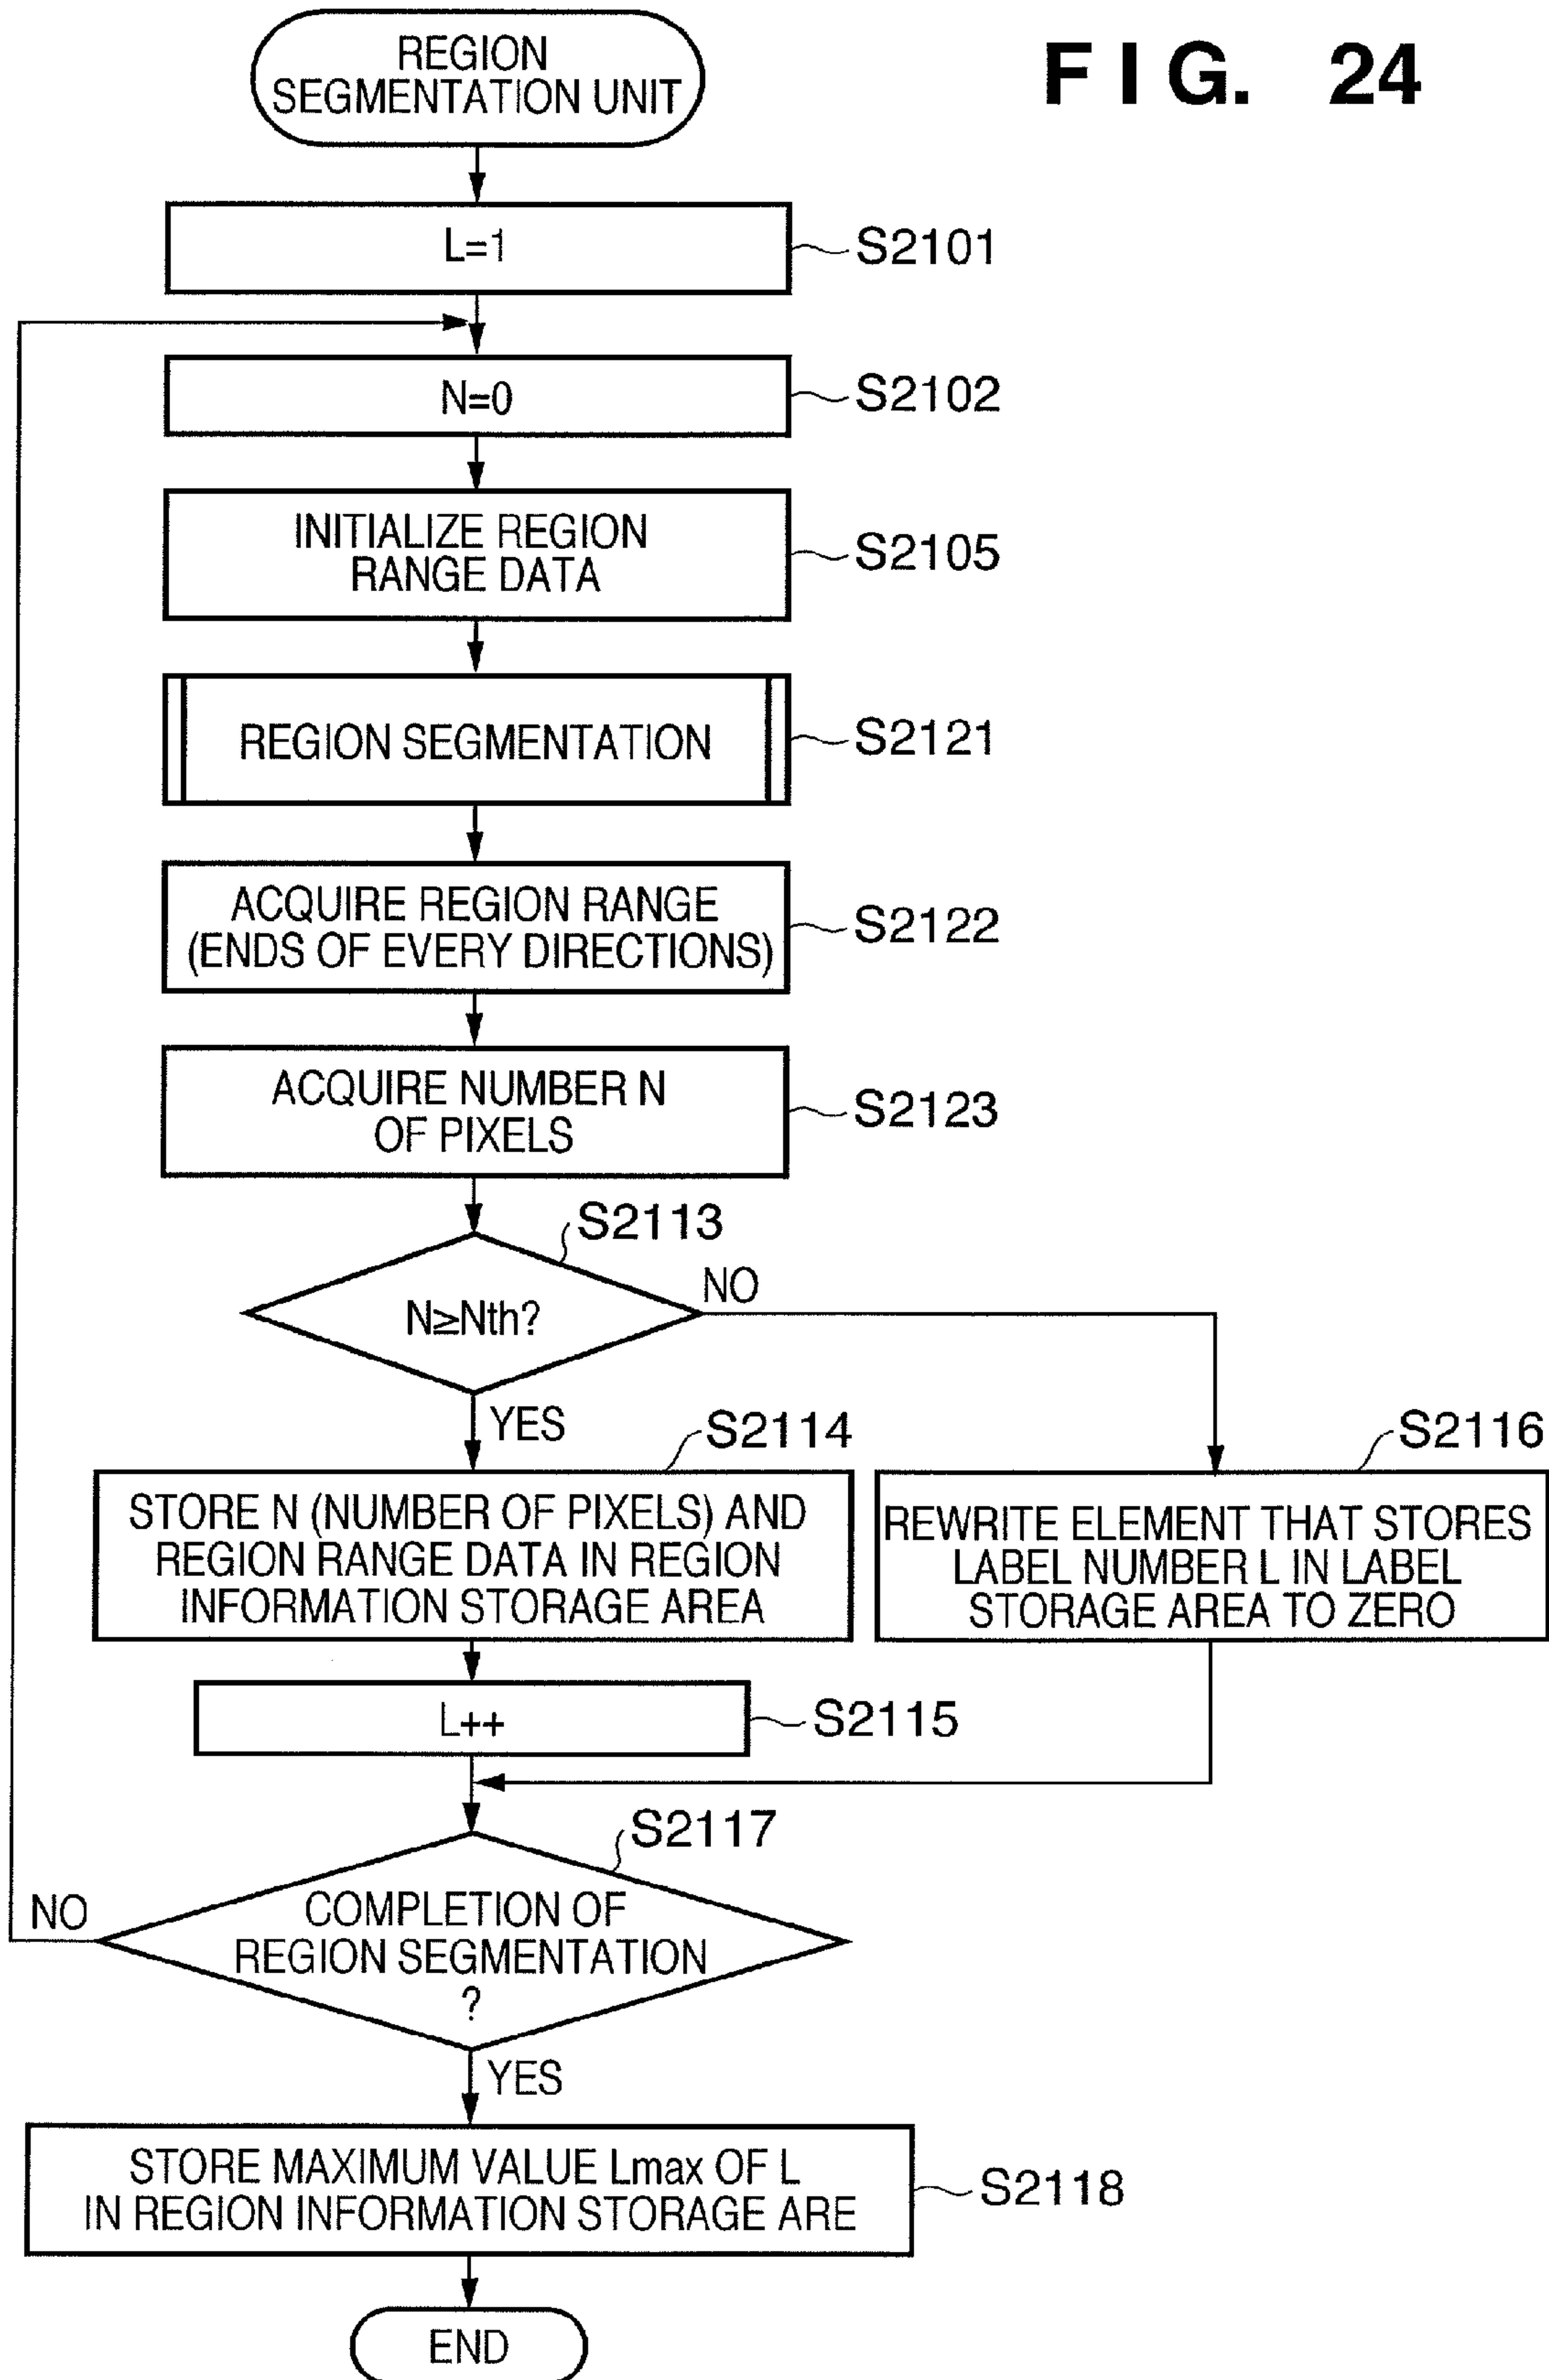 FIG. 24
REGION
SEGMENTATION UNIT
L=1
S2101
N=0
S2102
INITIALIZE REGION
RANGE DATA
S2105
REGION SEGMENTATION
S2121
ACQUIRE REGION RANGE
(ENDS OF EVERY DIRECTIONS)
S2122
ACQUIRE NUMBER N
OF PIXELS
S2123
S2113
N≥Nth?
NO
YES
S2114
STORE N (NUMBER OF PIXELS) AND
REGION RANGE DATA IN REGION
INFORMATION STORAGE AREA
S2116
REWRITE ELEMENT THAT STORES
LABEL NUMBER L IN LABEL
STORAGE AREA TO ZERO
L++
S2115
S2117
COMPLETION OF
REGION SEGMENTATION
?
NO
YES
STORE MAXIMUM VALUE Lmax OF L
IN REGION INFORMATION STORAGE ARE
S2118
END